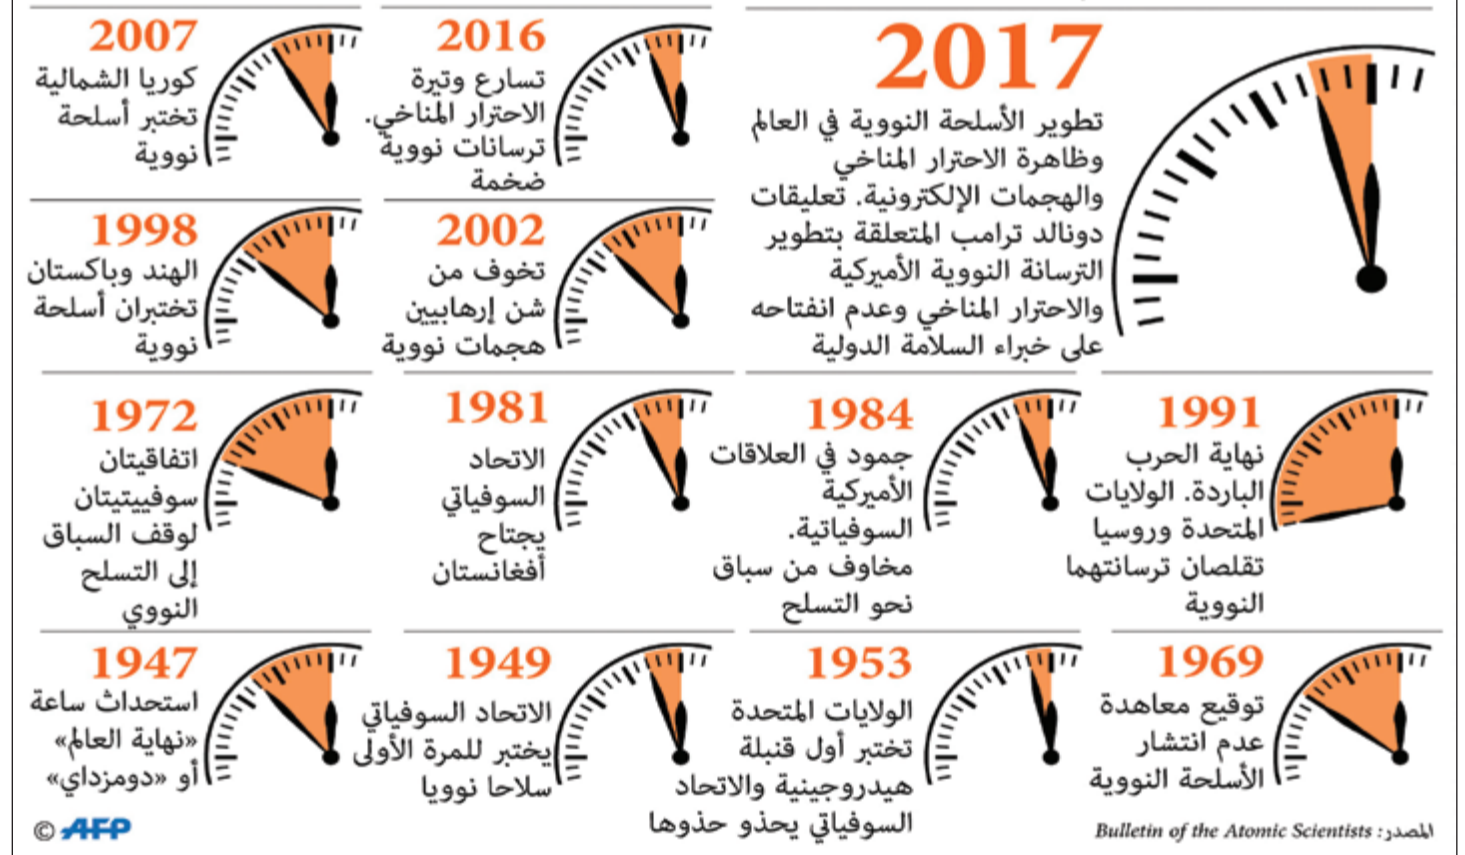 2017
تطوير الأسلحة النووية في العالم
وظاهرة الاحترار المناخي
والهجمات الإلكترونية. تعليقات
دونالد ترامب المتعلقة بتطوير
الترسانة النووية الأميركية
والاحترار المناخي وعدم انفتاحه
على خبراء السلامة الدولية
2016
تسارع وتيرة
الاحترار المناخي.
ترسانات نووية
ضخمة
2007
كوريا الشمالية
تختبر أسلحة
نووية
2002
تخوف من
شن إرهابيين
هجمات نووية
1998
الهند وباكستان
تختبران أسلحة
نووية
1991
نهاية الحرب
الباردة. الولايات
المتحدة وروسيا
تقلصان ترسانتهما
النووية
1984
جمود في العلاقات
الأميركية
السوفياتية.
مخاوف من سباق
نحو التسلح
1981
الاتحاد
السوفياتي
يجتاح
أفغانستان
1972
اتفاقيتان
سوفييتيتان
لوقف السباق
إلى التسلح
النووي
1969
توقيع معاهدة
عدم انتشار
الأسلحة النووية
1953
الولايات المتحدة
تختبر أول قنبلة
هيدروجينية والاتحاد
السوفياتي يحذو حذوها
1949
الاتحاد السوفياتي
يختبر للمرة الأولى
سلاحا نوويا
1947
استحداث ساعة
«نهاية العالم»
أو «دومزداي»
المصدر: Bulletin of the Atomic Scientists
© AFP